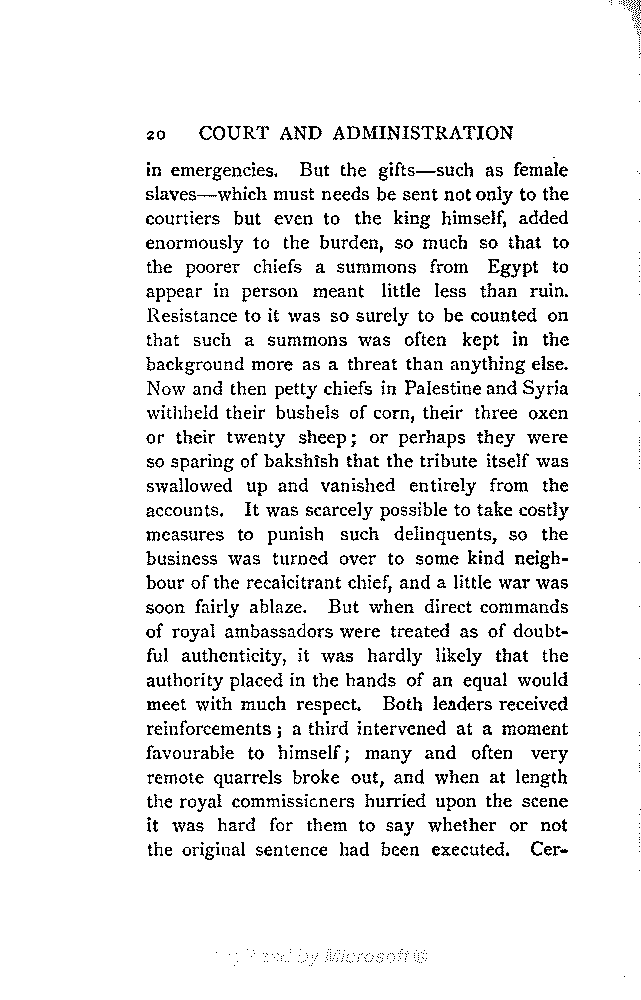 20 COURT AND ADMINISTRATION
in emergencies. But the gifts—such as female
slaves—which must needs be sent not only to the
courtiers but even to the king himself, added
enormously to the burden, so much so that to
the poorer chiefs a summons from Egypt to
appear in person meant little less than ruin.
Resistance to it was so surely to be counted on
that such a summons was often kept in the
background more as a threat than anything else.
Now and then petty chiefs in Palestine and Syria
withheld their bushels of corn, their three oxen
or their twenty sheep; or perhaps they were
so sparing of bakshîsh that the tribute itself was
swallowed up and vanished entirely from the
accounts. It was scarcely possible to take costly
measures to punish such delinquents, so the
business was turned over to some kind neigh-
bour of the recalcitrant chief, and a little war was
soon fairly ablaze. But when direct commands
of royal ambassadors were treated as of doubt-
ful authenticity, it was hardly likely that the
authority placed in the hands of an equal would
meet with much respect. Both leaders received
reinforcements; a third intervened at a moment
favourable to himself; many and often very
remote quarrels broke out, and when at length
the royal commissioners hurried upon the scene
it was hard for them to say whether or not
the original sentence had been executed. Cer-
by Microsoft ®